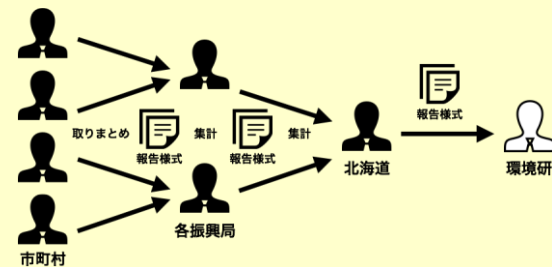 取りまとめ
報告様式
集計
報告様式
集計
報告様式
市町村
各振興局
北海道
環境研